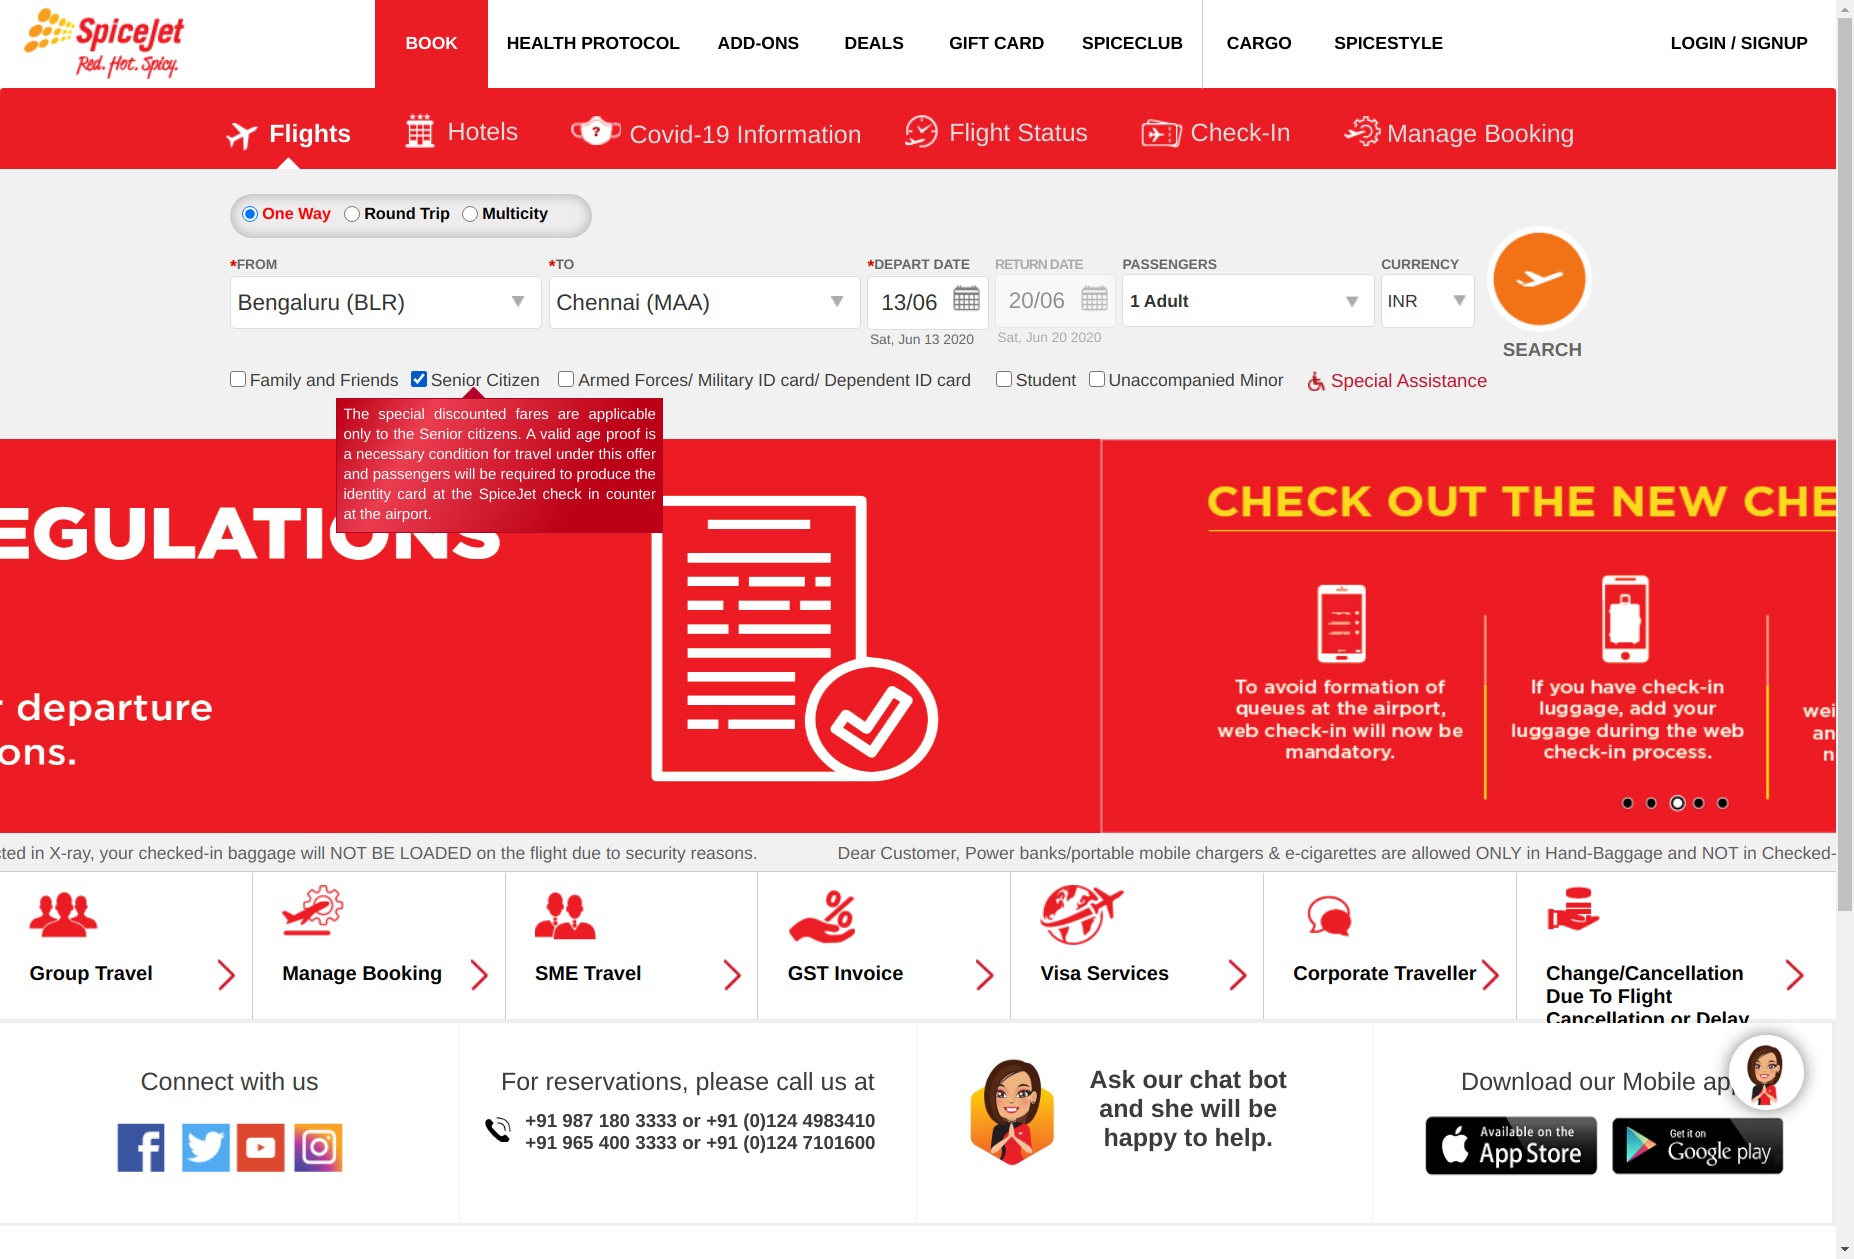 SpiceJet
Red. Hot. Spicy.
BOOK
HEALTH PROTOCOL
ADD-ONS
DEALS
GIFT CARD
SPICECLUB
CARGO
SPICESTYLE
LOGIN / SIGNUP
Flights
Hotels
?
Covid-19 Information
Flight Status
Check-In
Manage Booking
One Way
Round Trip
Multicity
*FROM
*TO
*DEPART DATE
RETURN DATE
PASSENGERS
CURRENCY
Bengaluru (BLR)
Chennai (MAA)
13/06
20/06
1 Adult
INR
Sat, Jun 13 2020
Sat, Jun 20 2020
SEARCH
Family and Friends
Senior Citizen
Armed Forces/ Military ID card/ Dependent ID card
Student
Unaccompanied Minor
Special Assistance
The special discounted fares are applicable
only to the Senior citizens. A valid age proof is
a necessary condition for travel under this offer
and passengers will be required to produce the
identity card at the SpiceJet check in counter
at the airport.
EGULATIONS
r departure
ons.
CHECK OUT THE NEW CHE
To avoid formation of
queues at the airport,
web check-in will now be
mandatory.
If you have check-in
luggage, add your
luggage during the web
check-in process.
wei
an
n
cted in X-ray, your checked-in baggage will NOT BE LOADED on the flight due to security reasons.
Dear Customer, Power banks/portable mobile chargers & e-cigarettes are allowed ONLY in Hand-Baggage and NOT in Checked-
%
Group Travel
Manage Booking
SME Travel
GST Invoice
Visa Services
Corporate Traveller
Change/Cancellation
Due To Flight
Cancellation or Delay
Connect with us
For reservations, please call us at
+91 987 180 3333 or +91 (0)124 4983410
+91 965 400 3333 or +91 (0)124 7101600
Ask our chat bot
and she will be
happy to help.
Download our Mobile ap
Available on the
App Store
Get it on
Google play